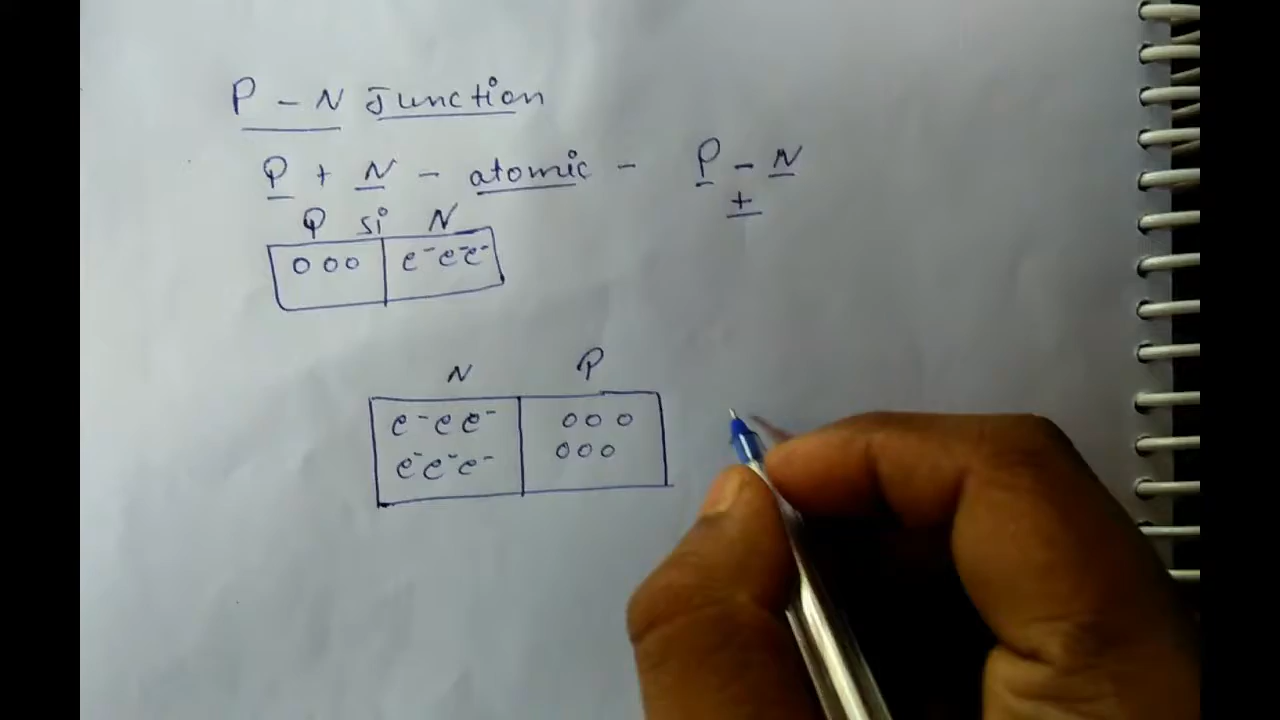 P - N Junction
P + N - atomic - P - N
+
P si N
o o o e⁻ e⁻ e⁻
N P
e⁻ e e⁻ o o o
e⁻ e⁻ e⁻ o o o